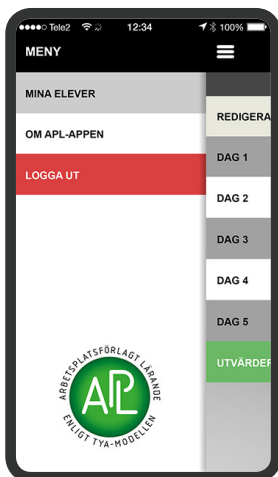 Tele2 12:34 100%
MENY
MINA ELEVER
OM APL-APPEN
LOGGA UT
REDIGERA
DAG 1
DAG 2
DAG 3
DAG 4
DAG 5
UTVÄRDER
ARBETSPLATSFÖRLAGT LÄRANDE
APL
ENLIGT TYA-MODELLEN